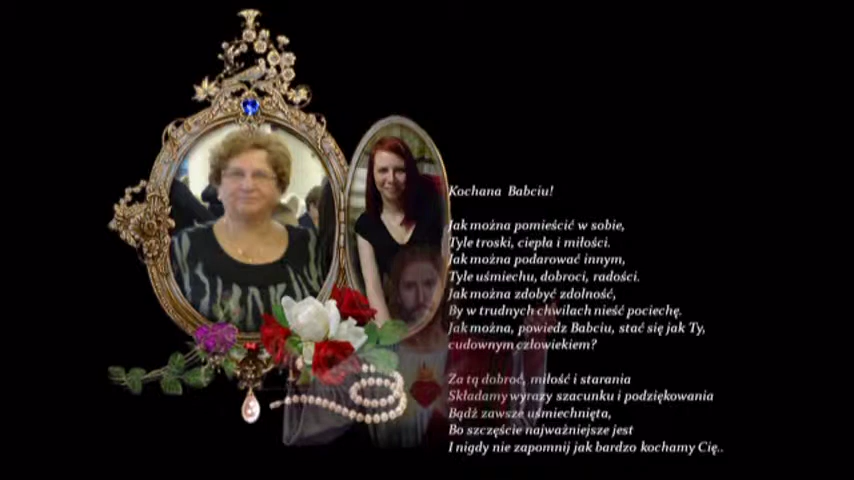 Kochana Babciu!
Jak można pomieścić w sobie,
Tyle troski, ciepła i miłości.
Jak można podarować innym,
Tyle uśmiechu, dobroci, radości.
Jak można zdobyć zdolność,
By w trudnych chwilach nieść pociechę.
Jak można, powiedz Babciu, stać się jak Ty,
cudownym człowiekiem?
Za tą dobroć, miłość i starania
Składamy wyrazy szacunku i podziękowania
Bądź zawsze uśmiechnięta,
Bo szczęście najważniejsze jest
I nigdy nie zapomnij jak bardzo kochamy Cię..